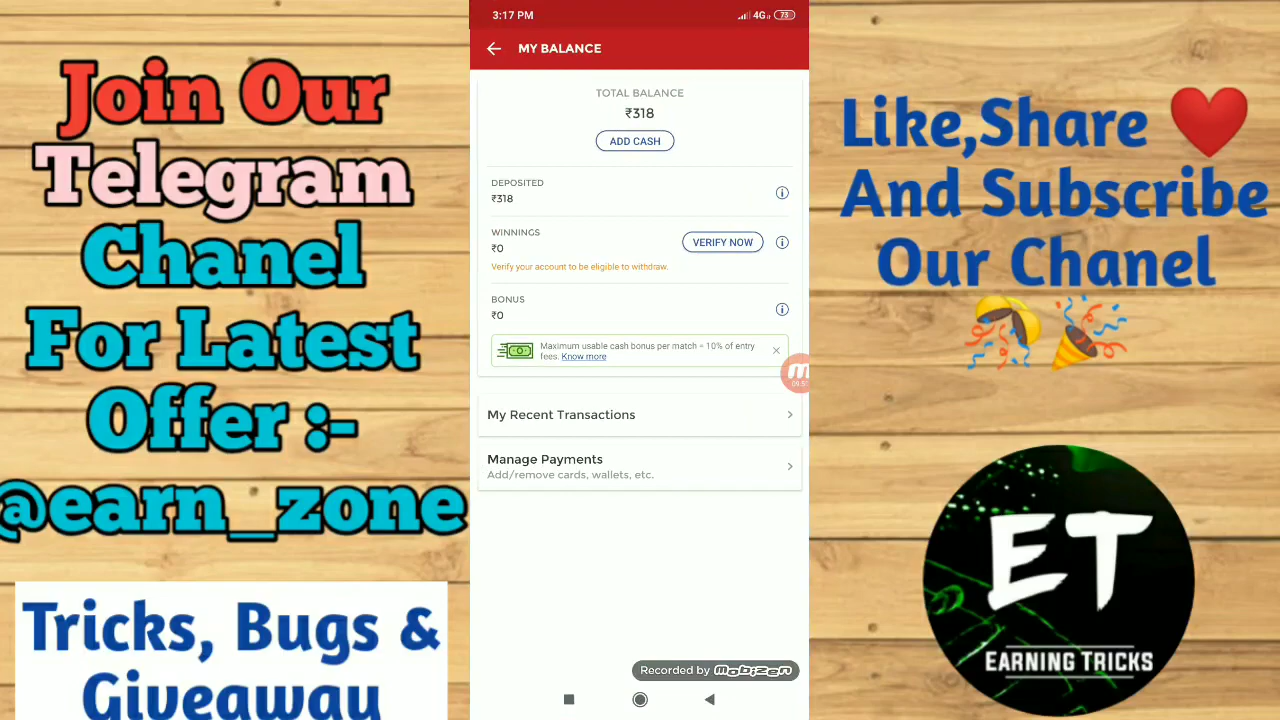 Join Our
Telegram
Chanel
For Latest
Offer :-
@earn_zone
Tricks, Bugs &
Giveaway
3:17 PM
4G
73
MY BALANCE
TOTAL BALANCE
₹318
ADD CASH
DEPOSITED
₹318
WINNINGS
₹0
VERIFY NOW
Verify your account to be eligible to withdraw.
BONUS
₹0
Maximum usable cash bonus per match = 10% of entry
fees. Know more
My Recent Transactions
Manage Payments
Add/remove cards, wallets, etc.
Recorded by mobizen
Like,Share
And Subscribe
Our Chanel
ET
EARNING TRICKS